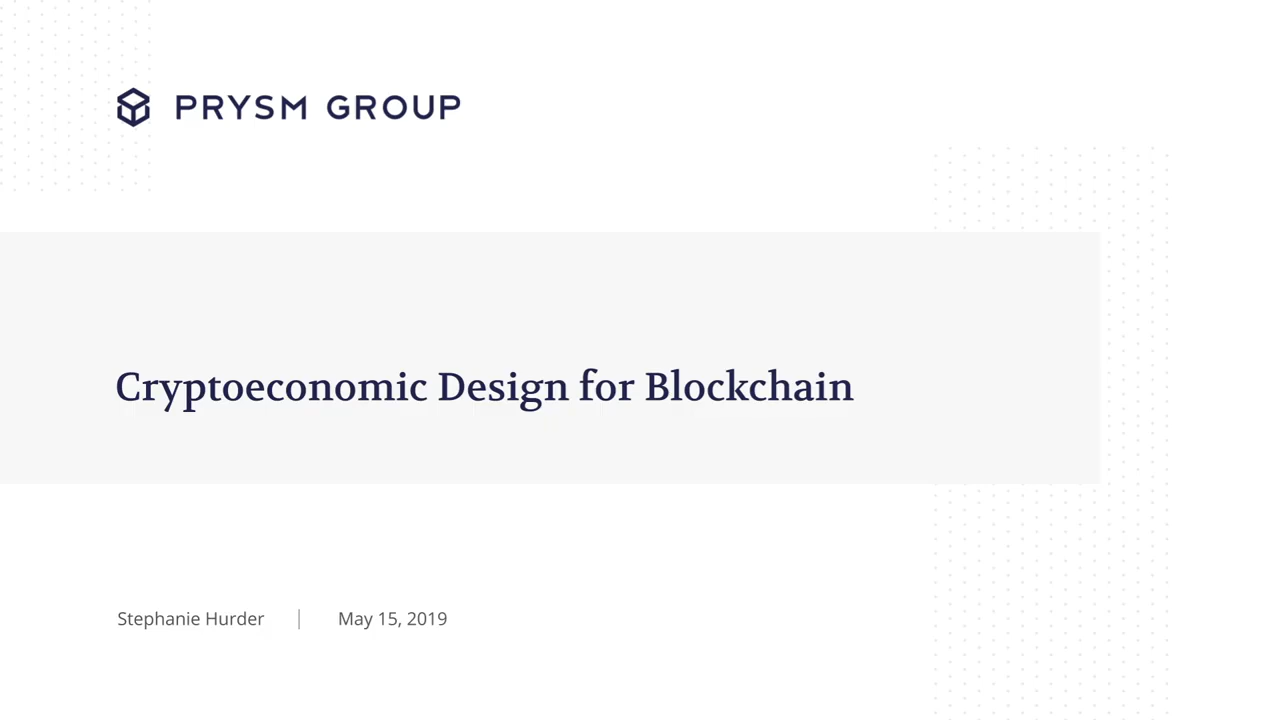 PRYSM GROUP
Cryptoeconomic Design for Blockchain
Stephanie Hurder | May 15, 2019